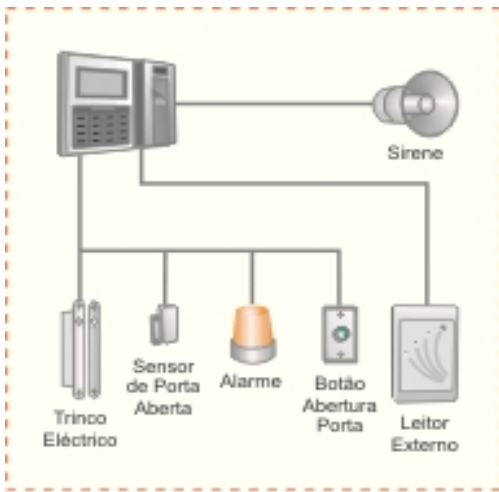 Sirene
Sensor
de Porta
Aberta
Alarme
Botão
Abertura
Porta
Trinco
Eléctrico
Leitor
Externo